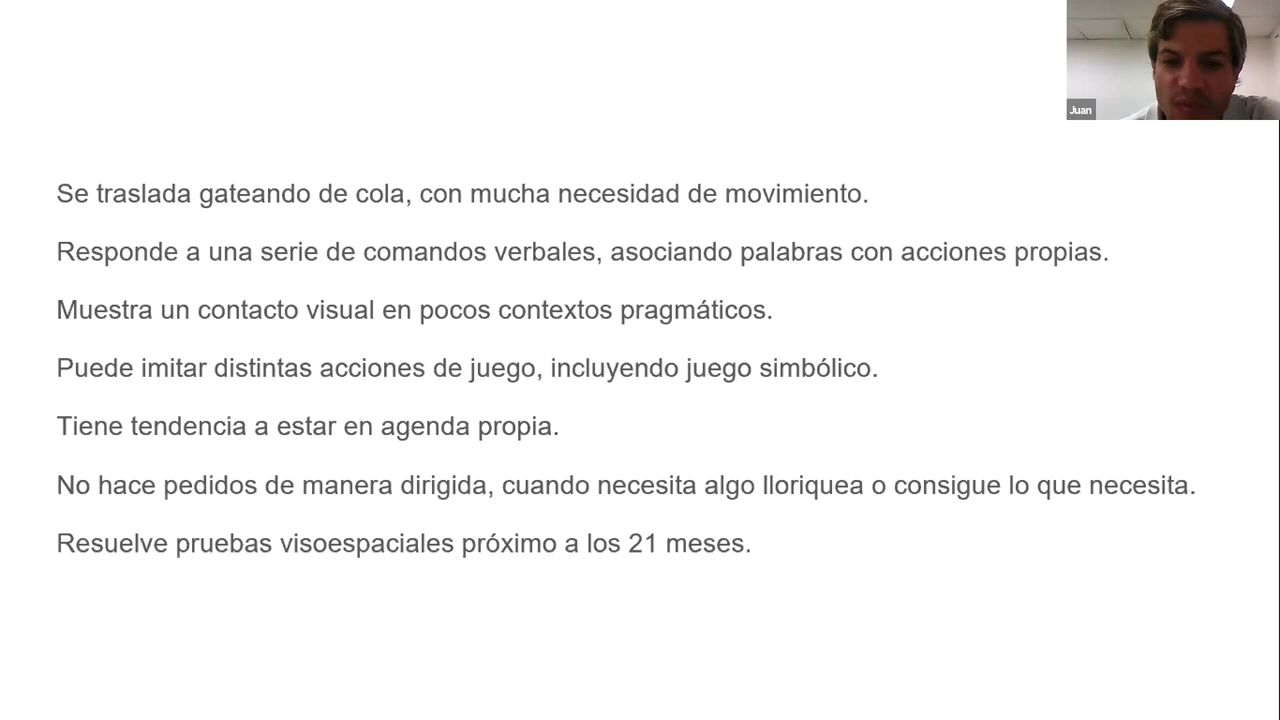 Juan
Se traslada gateando de cola, con mucha necesidad de movimiento.
Responde a una serie de comandos verbales, asociando palabras con acciones propias.
Muestra un contacto visual en pocos contextos pragmáticos.
Puede imitar distintas acciones de juego, incluyendo juego simbólico.
Tiene tendencia a estar en agenda propia.
No hace pedidos de manera dirigida, cuando necesita algo lloriquea o consigue lo que necesita.
Resuelve pruebas visoespaciales próximo a los 21 meses.